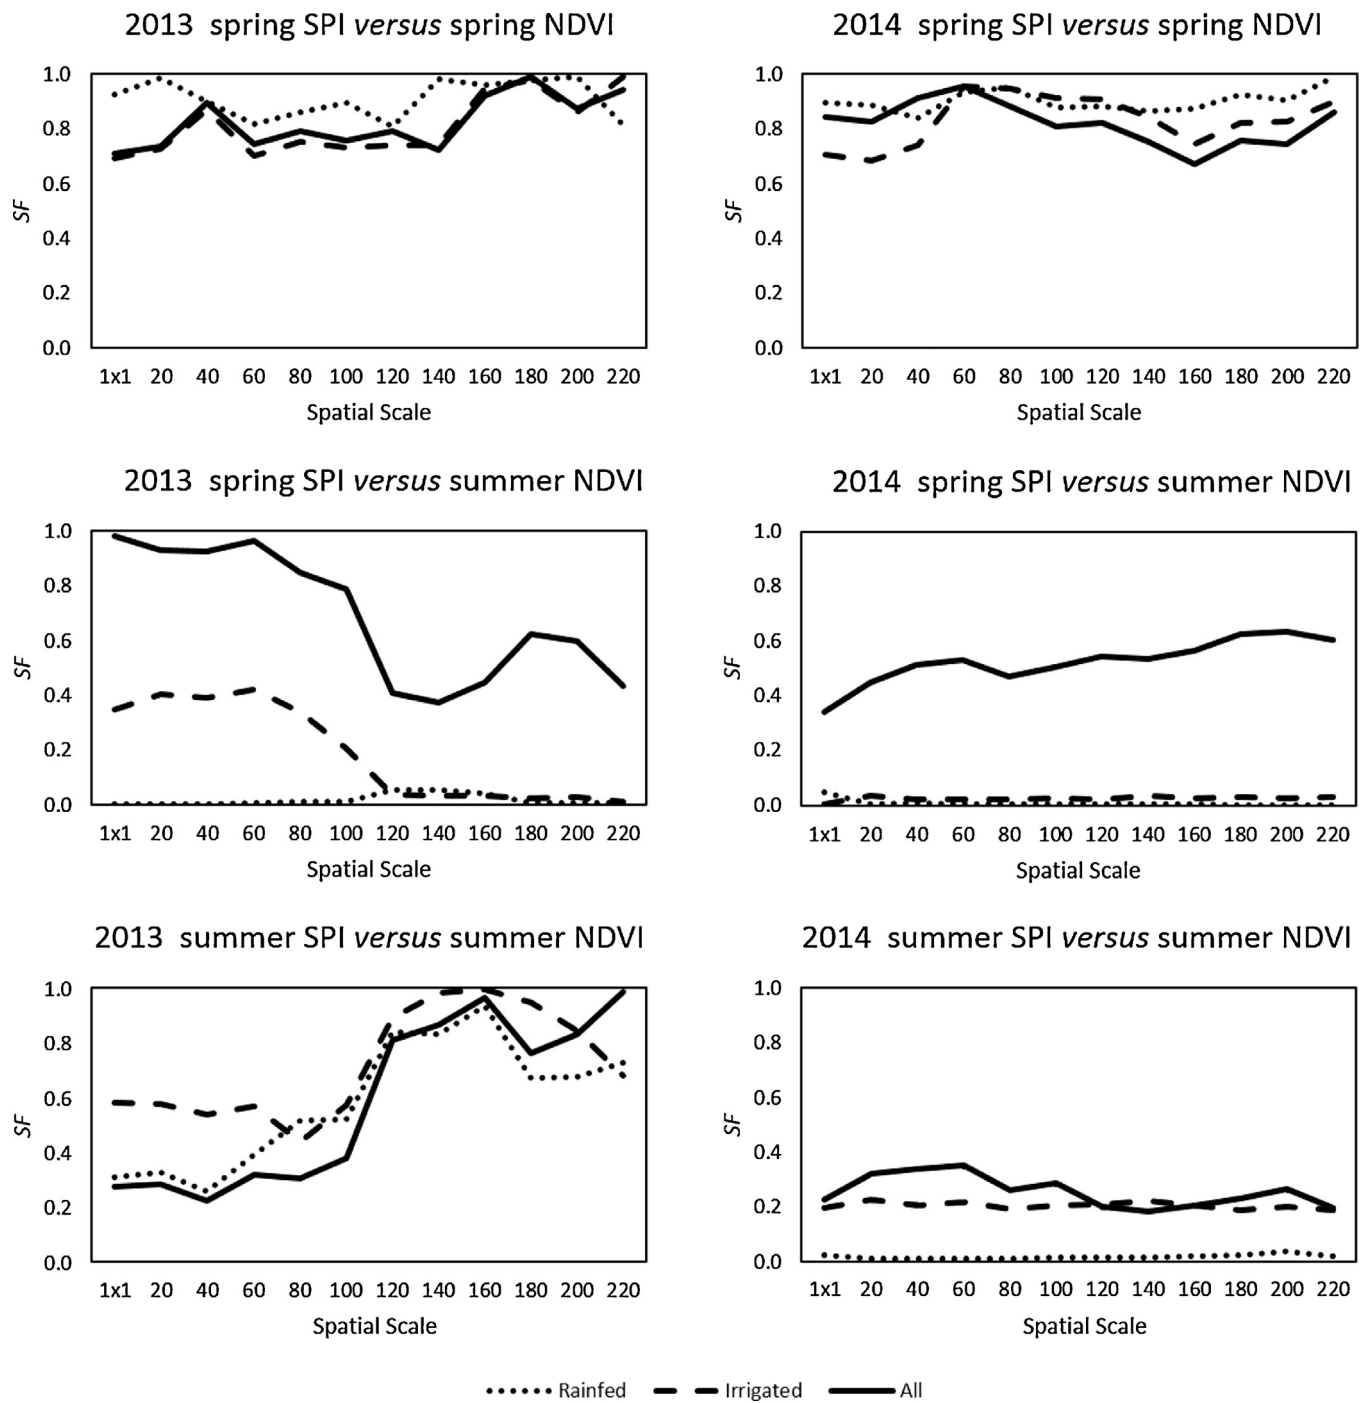 2013 spring SPI versus spring NDVI
1.0
0.8
0.6
0.4
0.2
0.0
SF
1x1 20 40 60 80 100 120 140 160 180 200 220
Spatial Scale
2014 spring SPI versus spring NDVI
1.0
0.8
0.6
0.4
0.2
0.0
SF
1x1 20 40 60 80 100 120 140 160 180 200 220
Spatial Scale
2013 spring SPI versus summer NDVI
1.0
0.8
0.6
0.4
0.2
0.0
SF
1x1 20 40 60 80 100 120 140 160 180 200 220
Spatial Scale
2014 spring SPI versus summer NDVI
1.0
0.8
0.6
0.4
0.2
0.0
SF
1x1 20 40 60 80 100 120 140 160 180 200 220
Spatial Scale
2013 summer SPI versus summer NDVI
1.0
0.8
0.6
0.4
0.2
0.0
SF
1x1 20 40 60 80 100 120 140 160 180 200 220
Spatial Scale
2014 summer SPI versus summer NDVI
1.0
0.8
0.6
0.4
0.2
0.0
SF
1x1 20 40 60 80 100 120 140 160 180 200 220
Spatial Scale
Rainfed Irrigated All